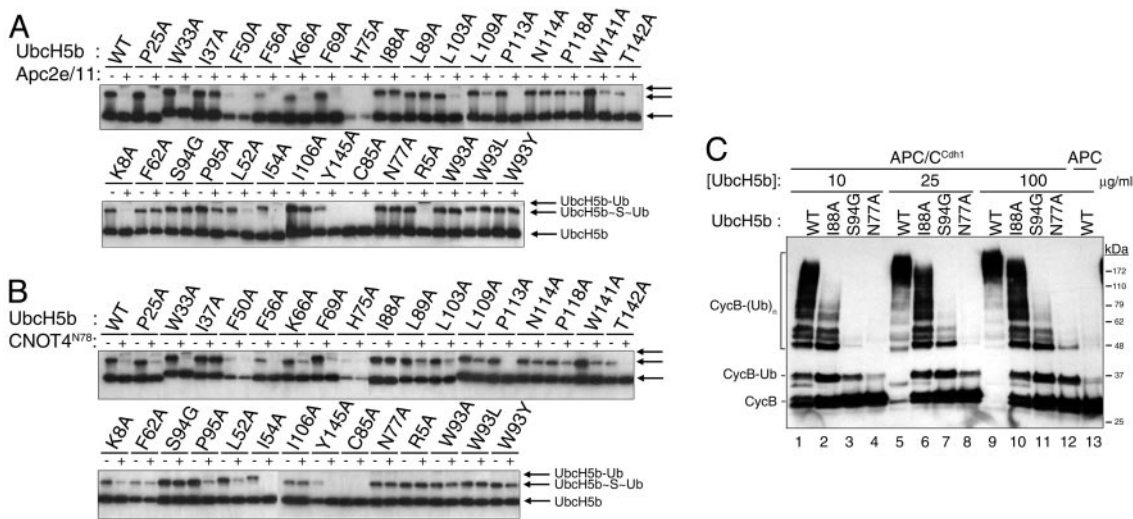 A
UbcH5b : WT P25A W33A I37A F50A F56A K66A F69A H75A I88A L89A L103A L109A P113A N114A P118A W141A T142A
Apc2e/11 : - + - + - + - + - + - + - + - + - + - + - + - + - + - + - + - + - + - +
K8A F62A S94G P95A L52A I54A I106A Y145A C85A N77A R5A W93A W93L W93Y
- + - + - + - + - + - + - + - + - + - + - + - + - + - +
UbcH5b-Ub
UbcH5b~S~Ub
UbcH5b
B
UbcH5b : WT P25A W33A I37A F50A F56A K66A F69A H75A I88A L89A L103A L109A P113A N114A P118A W141A T142A
CNOT4N78 : - + - + - + - + - + - + - + - + - + - + - + - + - + - + - + - + - + - +
K8A F62A S94G P95A L52A I54A I106A Y145A C85A N77A R5A W93A W93L W93Y
- + - + - + - + - + - + - + - + - + - + - + - + - + - +
UbcH5b-Ub
UbcH5b~S~Ub
UbcH5b
C
APC/CCdh1 APC
[UbcH5b]: 10 25 100 μg/ml
UbcH5b: WT I88A S94G N77A WT I88A S94G N77A WT I88A S94G N77A WT
kDa
172
111
79
CycB-(Ub)n
62
48
CycB-Ub 37
CycB
25
1 2 3 4 5 6 7 8 9 10 11 12 13